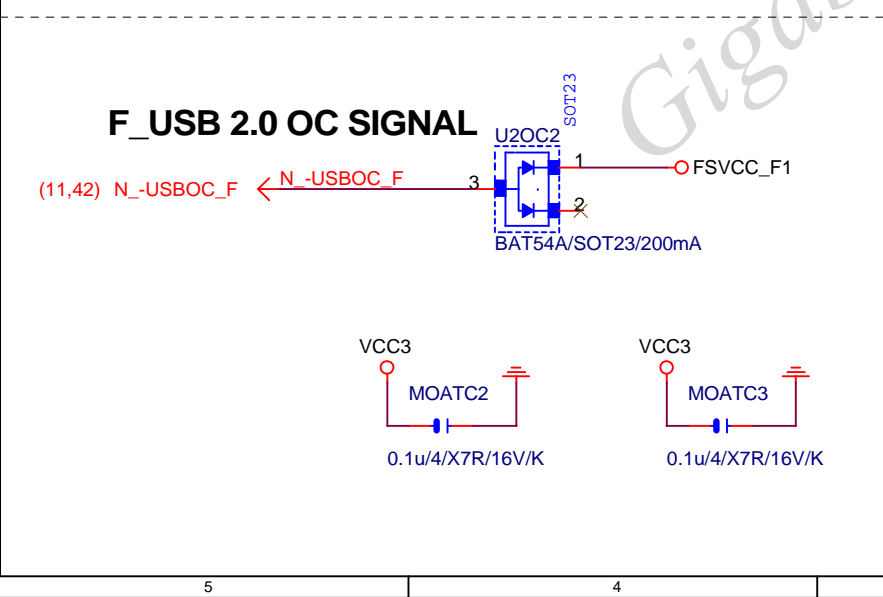 Giga
SOT23
F_USB 2.0 OC SIGNAL
U2OC2
1
FSVCC_F1
(11,42) N_-USBOC_F
N_-USBOC_F
3
2
BAT54A/SOT23/200mA
VCC3
VCC3
MOATC2
MOATC3
0.1u/4/X7R/16V/K
0.1u/4/X7R/16V/K
5
4